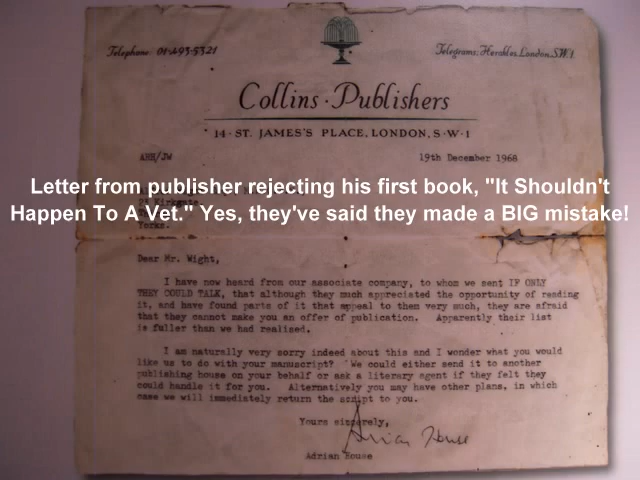 Telephone 01-493-5321
Telegrams: Herakles, London, S.W.1.
Collins · Publishers
14 · ST. JAMES'S PLACE, LONDON, S · W · 1
AHH/JW
19th December 1968
Letter from publisher rejecting his first book, "It Shouldn't
Happen To A Vet." Yes, they've said they made a BIG mistake!
Kirkgate
Yorks.
Dear Mr. Wight,
I have now heard from our associate company, to whom we sent IF ONLY
THEY COULD TALK, that although they much appreciated the opportunity of reading
it, and have found parts of it that appeal to them very much, they are afraid
that they cannot make you an offer of publication. Apparently their list
is fuller than we had realised.
I am naturally very sorry indeed about this and I wonder what you would
like us to do with your manuscript? We could either send it to another
publishing house on your behalf or ask a literary agent if they felt they
could handle it for you. Alternatively you may have other plans, in which
case we will immediately return the script to you.
Yours sincerely,
Adrian House
Adrian House